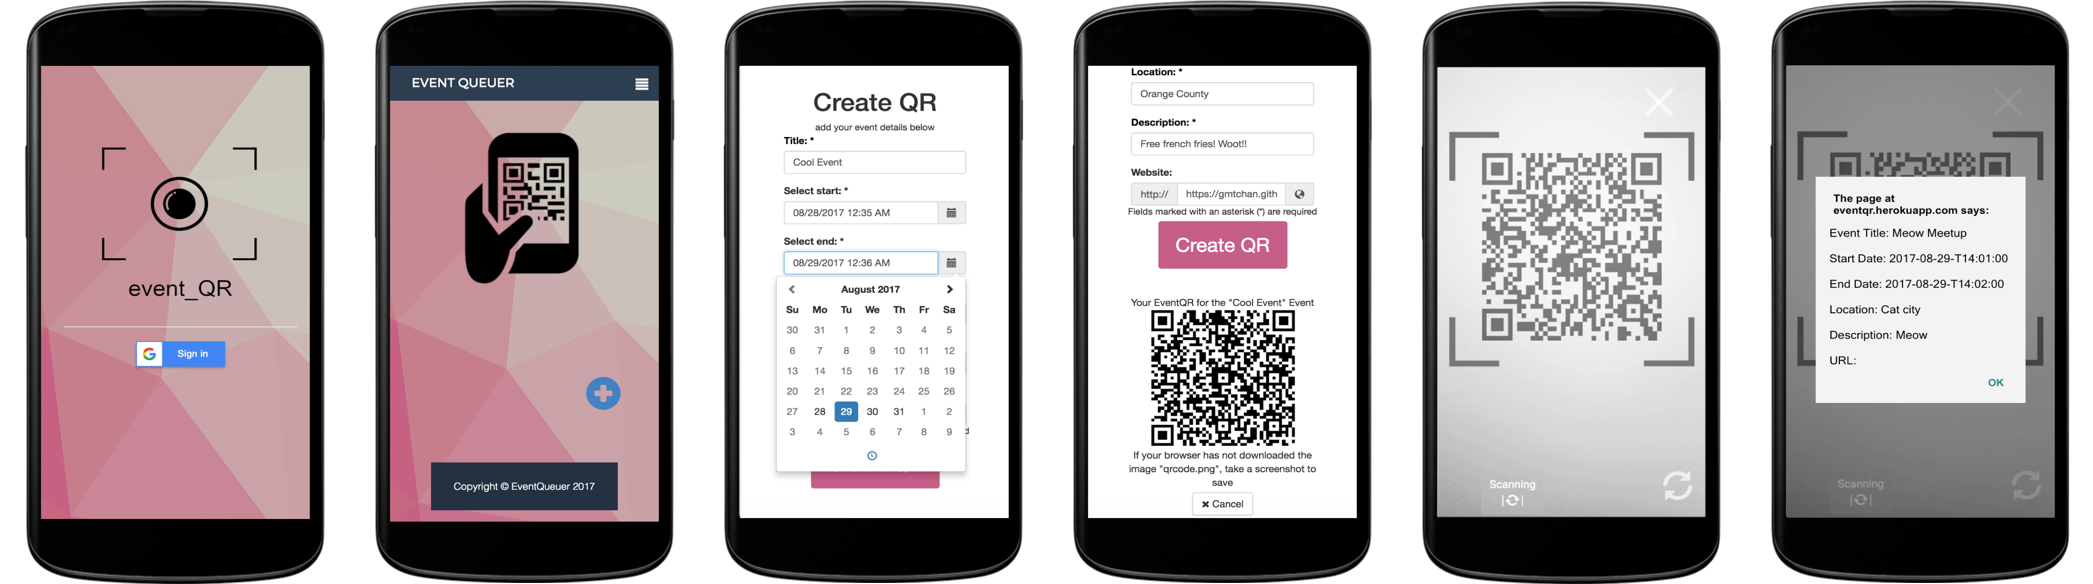 event_QR
Sign in
EVENT QUEUER
Copyright © EventQueuer 2017
Create QR
add your event details below
Title: *
Cool Event
Select start: *
08/28/2017 12:35 AM
Select end: *
08/29/2017 12:36 AM
August 2017
Su Mo Tu We Th Fr Sa
30 31 1 2 3 4 5
6 7 8 9 10 11 12
13 14 15 16 17 18 19
20 21 22 23 24 25 26
27 28 29 30 31 1 2
3 4 5 6 7 8 9
Location: *
Orange County
Description: *
Free french fries! Woot!!
Website:
http:// https://gmtchan.gith
Fields marked with an asterisk (*) are required
Create QR
Your EventQR for the "Cool Event" Event
If your browser has not downloaded the
image "qrcode.png", take a screenshot to
save
✖ Cancel
Scanning
The page at
eventqr.herokuapp.com says:
Event Title: Meow Meetup
Start Date: 2017-08-29-T14:01:00
End Date: 2017-08-29-T14:02:00
Location: Cat city
Description: Meow
URL:
OK
Scanning